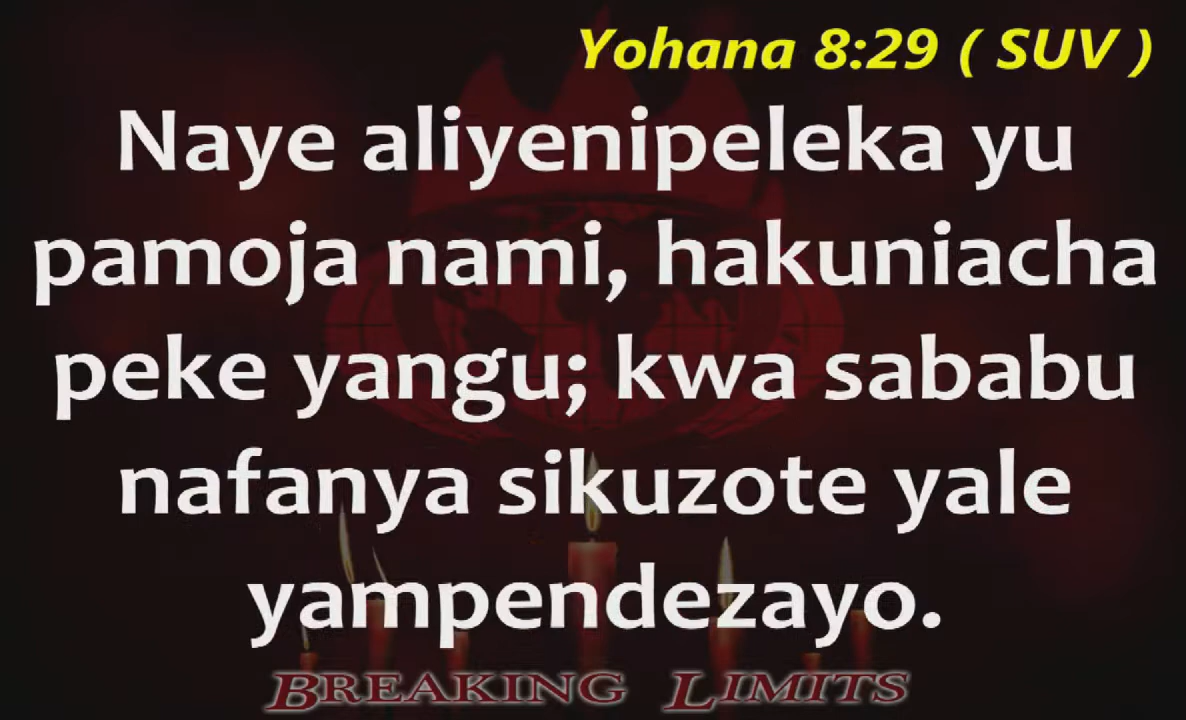 Yohana 8:29 ( SUV )
Naye aliyenipeleka yu
pamoja nami, hakuniacha
peke yangu; kwa sababu
nafanya sikuzote yale
yampendezayo.
BREAKING LIMITS